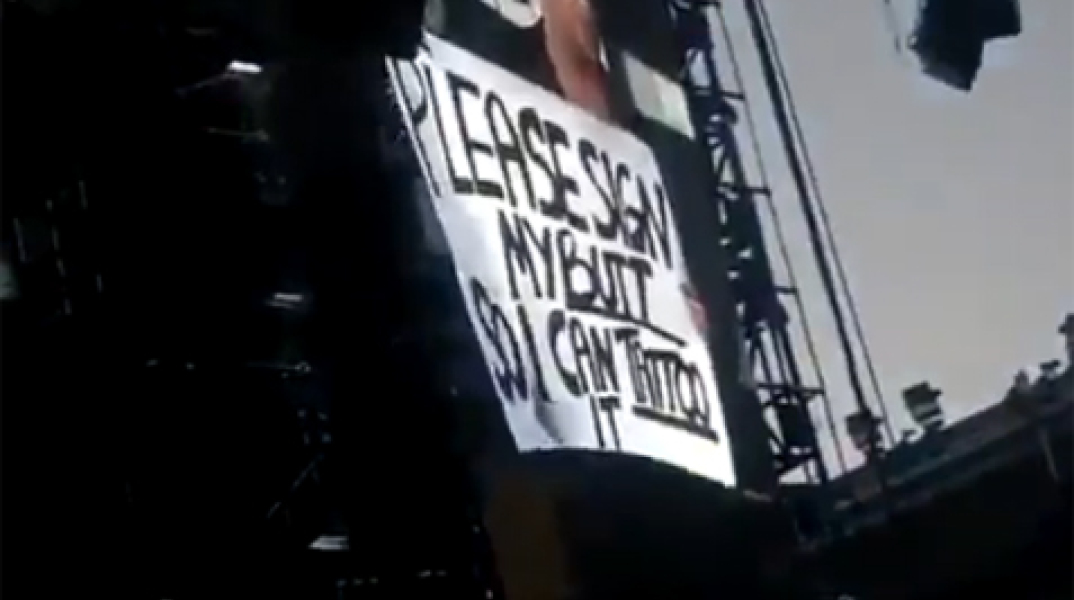 PLEASE SIGN
MY BUTT
SO I CAN TATTOO
IT